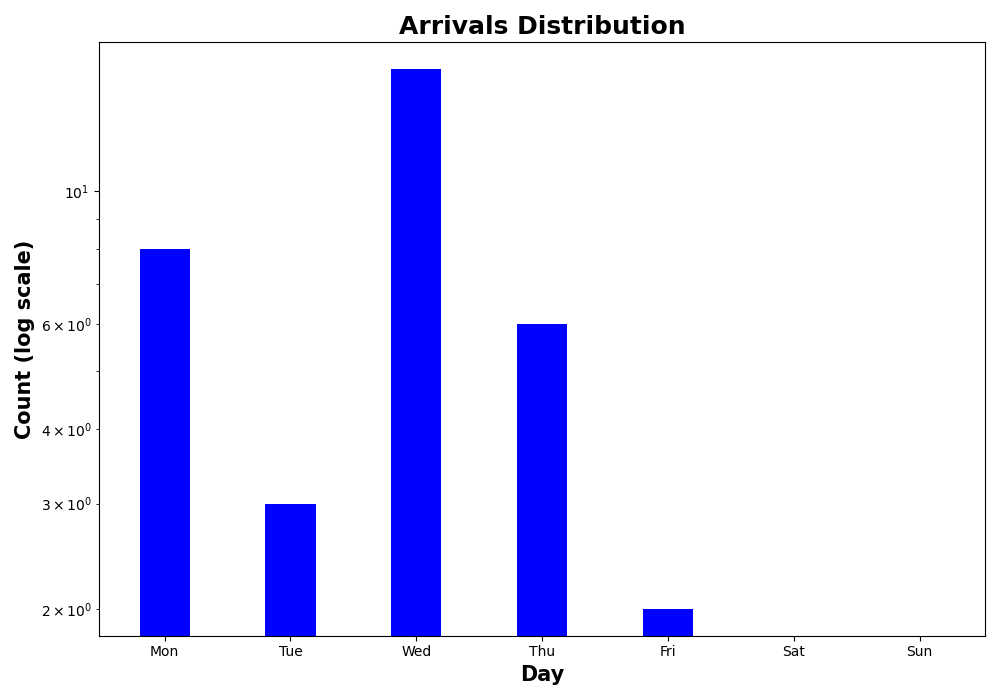 Arrivals Distribution
Count (log scale)
10¹
6 × 10⁰
4 × 10⁰
3 × 10⁰
2 × 10⁰
Mon Tue Wed Thu Fri Sat Sun
Day